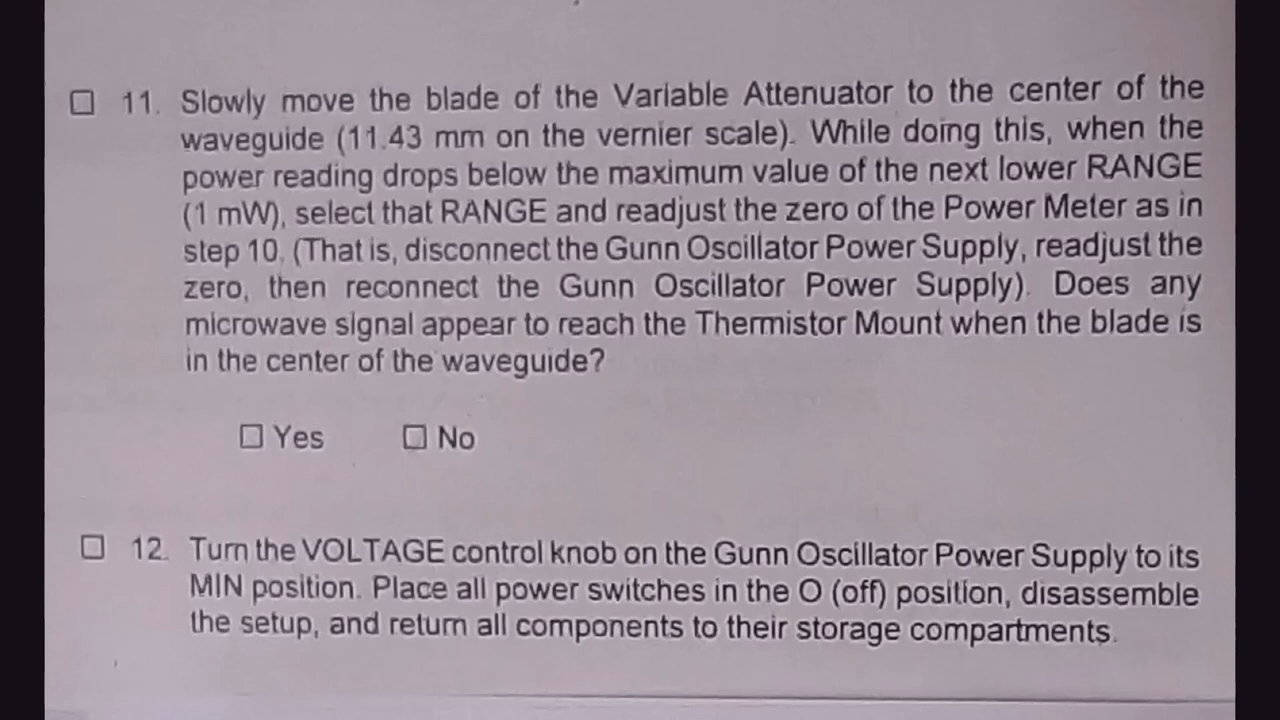 ☐ 11. Slowly move the blade of the Variable Attenuator to the center of the
waveguide (11.43 mm on the vernier scale). While doing this, when the
power reading drops below the maximum value of the next lower RANGE
(1 mW), select that RANGE and readjust the zero of the Power Meter as in
step 10. (That is, disconnect the Gunn Oscillator Power Supply, readjust the
zero, then reconnect the Gunn Oscillator Power Supply). Does any
microwave signal appear to reach the Thermistor Mount when the blade is
in the center of the waveguide?
☐ Yes ☐ No
☐ 12. Turn the VOLTAGE control knob on the Gunn Oscillator Power Supply to its
MIN position. Place all power switches in the O (off) position, disassemble
the setup, and return all components to their storage compartments.